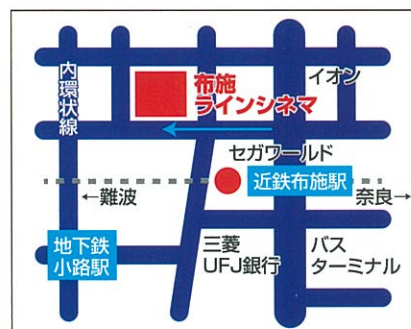 内環状線
布施
ラインシネマ
イオン
セガワールド
近鉄布施駅
←難波
奈良→
地下鉄
小路駅
三菱
UFJ銀行
バス
ターミナル